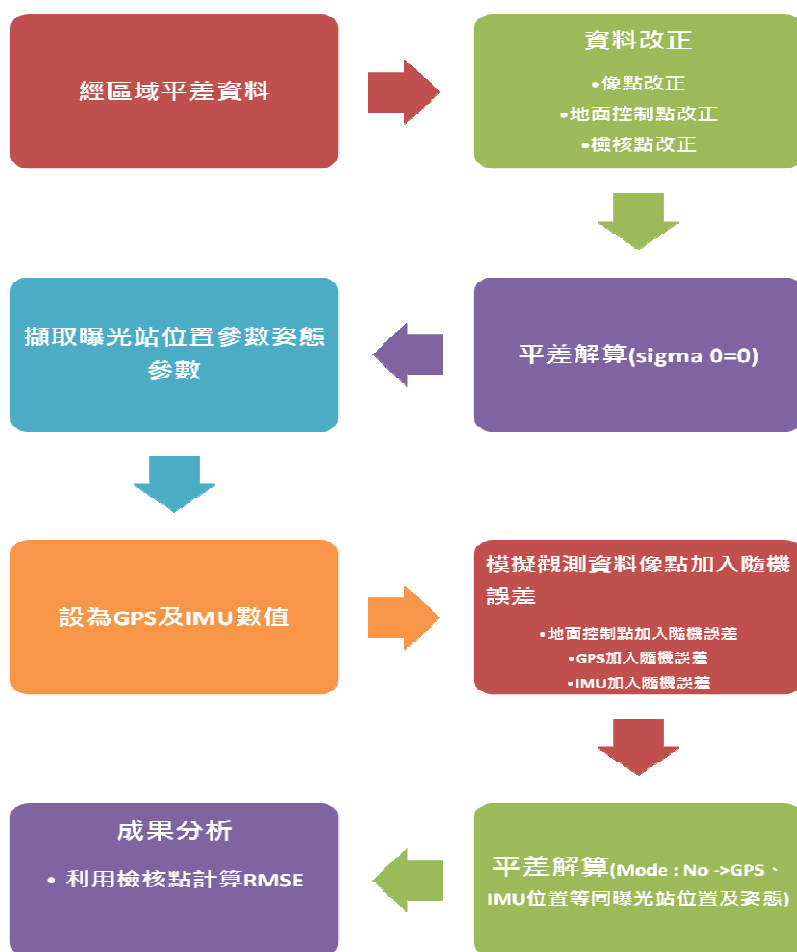 經區域平差資料
資料改正
•像點改正
•地面控制點改正
•檢核點改正
平差解算(sigma 0=0)
擷取曝光站位置參數姿態
參數
設為GPS及IMU數值
模擬觀測資料像點加入隨機
誤差
•地面控制點加入隨機誤差
•GPS加入隨機誤差
•IMU加入隨機誤差
平差解算(Mode : No ->GPS、
IMU位置等同曝光站位置及姿態)
成果分析
• 利用檢核點計算RMSE